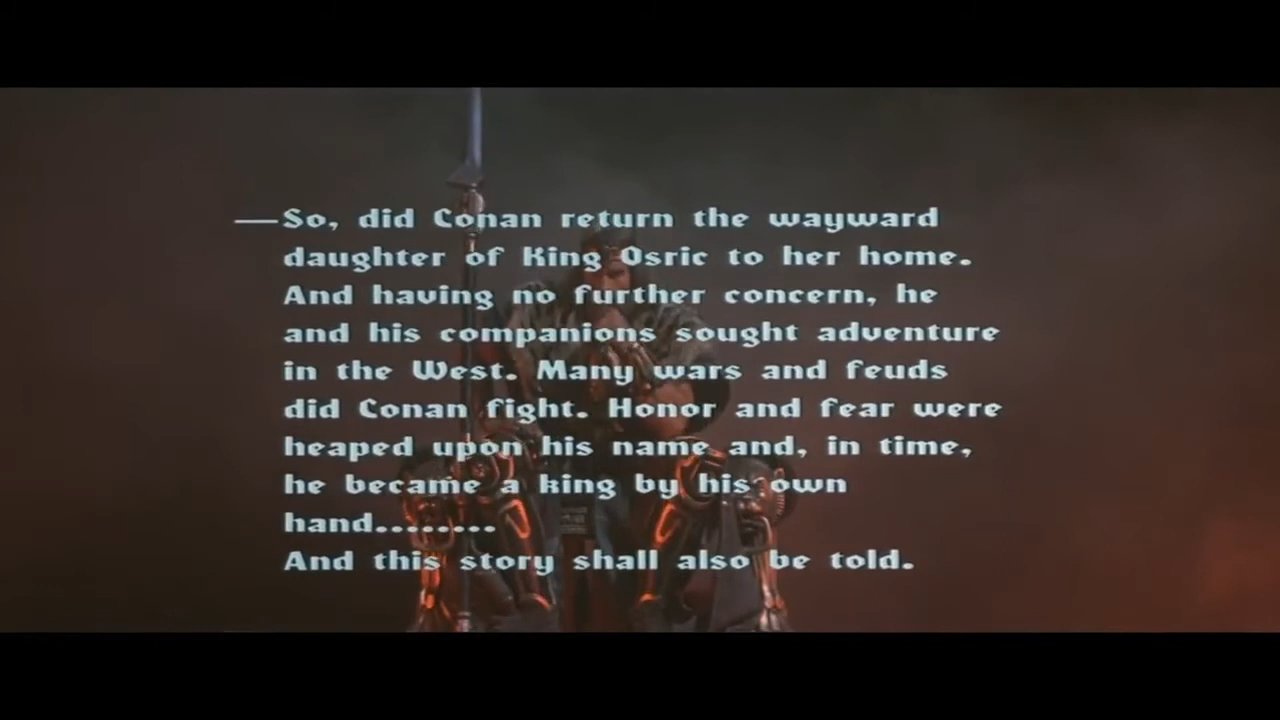 —So, did Conan return the wayward
daughter of King Osric to her home.
And having no further concern, he
and his companions sought adventure
in the West. Many wars and feuds
did Conan fight. Honor and fear were
heaped upon his name and, in time,
he became a king by his own
hand........
And this story shall also be told.